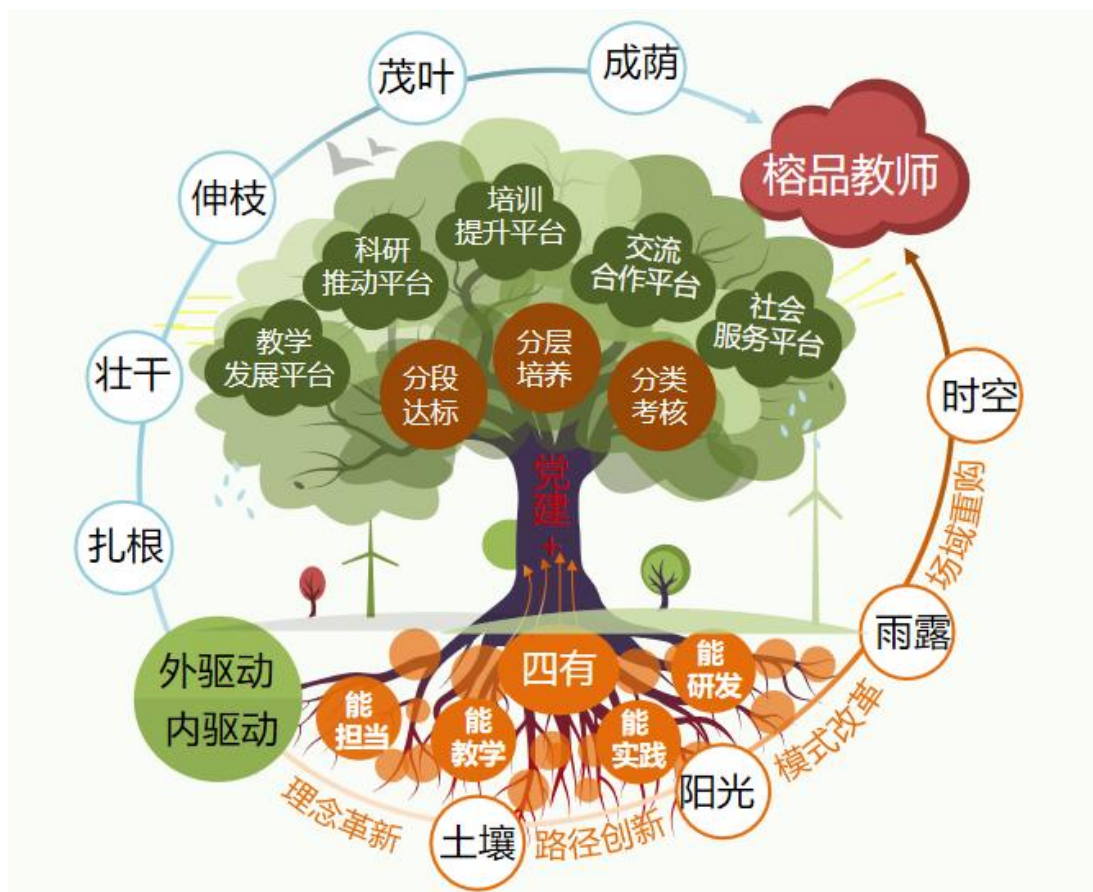 成荫
茂叶
伸枝
壮干
扎根
榕品教师
培训
提升平台
科研
推动平台
交流
合作平台
教学
发展平台
社会
服务平台
分段
达标
分层
培养
分类
考核
党建+
时空
场域重购
雨露
模式改革
阳光
路径创新
土壤
理念革新
外驱动
内驱动
四有
能
担当
能
教学
能
实践
能
研发